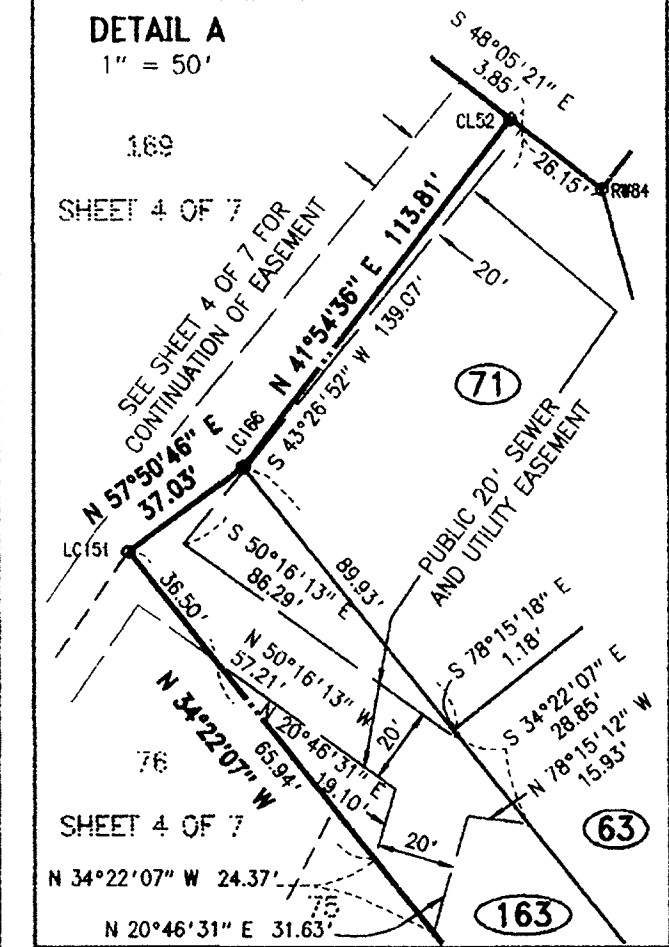 DETAIL A
1" = 50'
S 48°05'21" E
3.85'
CL52
26.15'
RW84
169
SHEET 4 OF 7
SEE SHEET 4 OF 7 FOR
CONTINUATION OF EASEMENT
N 41°54'36" E 113.81'
20'
S 43°26'52" W 139.07'
71
LC166
N 57°50'46" E
37.03'
LC151
PUBLIC 20' SEWER
AND UTILITY EASEMENT
S 50°16'13" E
86.29'
89.93'
36.50'
S 78°15'18" E
1.18'
N 50°16'13" W
57.21'
S 34°22'07" E
28.85'
N 34°22'07" W
65.94'
20'
N 78°15'12" W
15.93'
N 20°46'31" E
19.10'
76
SHEET 4 OF 7
20'
63
N 34°22'07" W 24.37'
75
163
N 20°46'31" E 31.63'